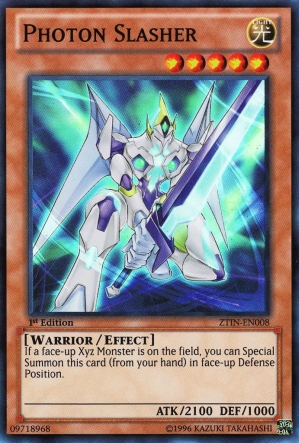 PHOTON SLASHER
LIGHT
光
1st Edition
ZTIN-EN008
[WARRIOR / EFFECT]
If a face-up Xyz Monster is on the field, you can Special
Summon this card (from your hand) in face-up Defense
Position.
ATK/2100 DEF/1000
09718968
©1996 KAZUKI TAKAHASHI